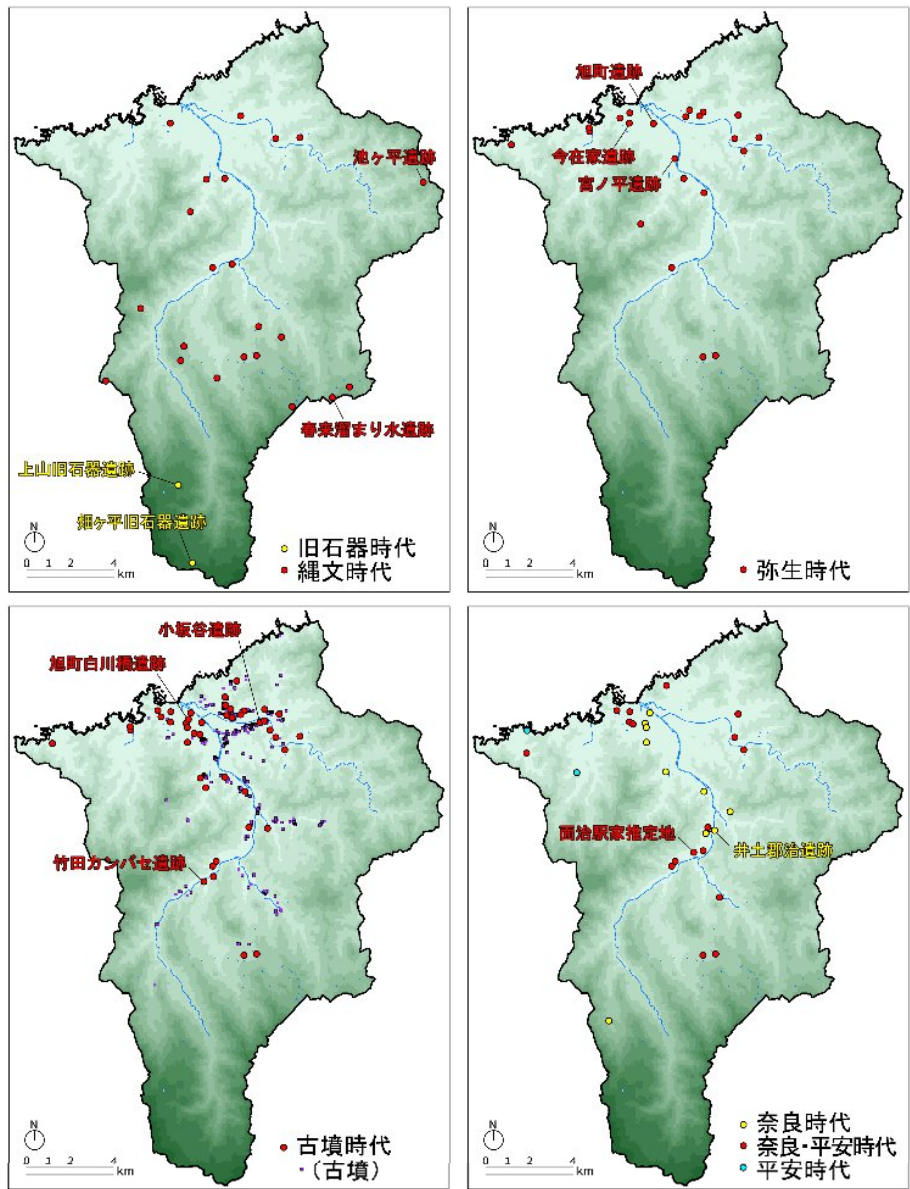 池ヶ平遺跡
春来溜まり水遺跡
上山旧石器遺跡
畑ヶ平旧石器遺跡
N
0 1 2 4
km
旧石器時代
縄文時代
旭町遺跡
今在家遺跡
宮ノ平遺跡
N
0 1 2 4
km
弥生時代
小坂谷遺跡
旭町白川橋遺跡
竹田カンバセ遺跡
N
0 1 2 4
km
古墳時代
(古墳)
面治駅家推定地
井土郡治遺跡
N
0 1 2 4
km
奈良時代
奈良・平安時代
平安時代